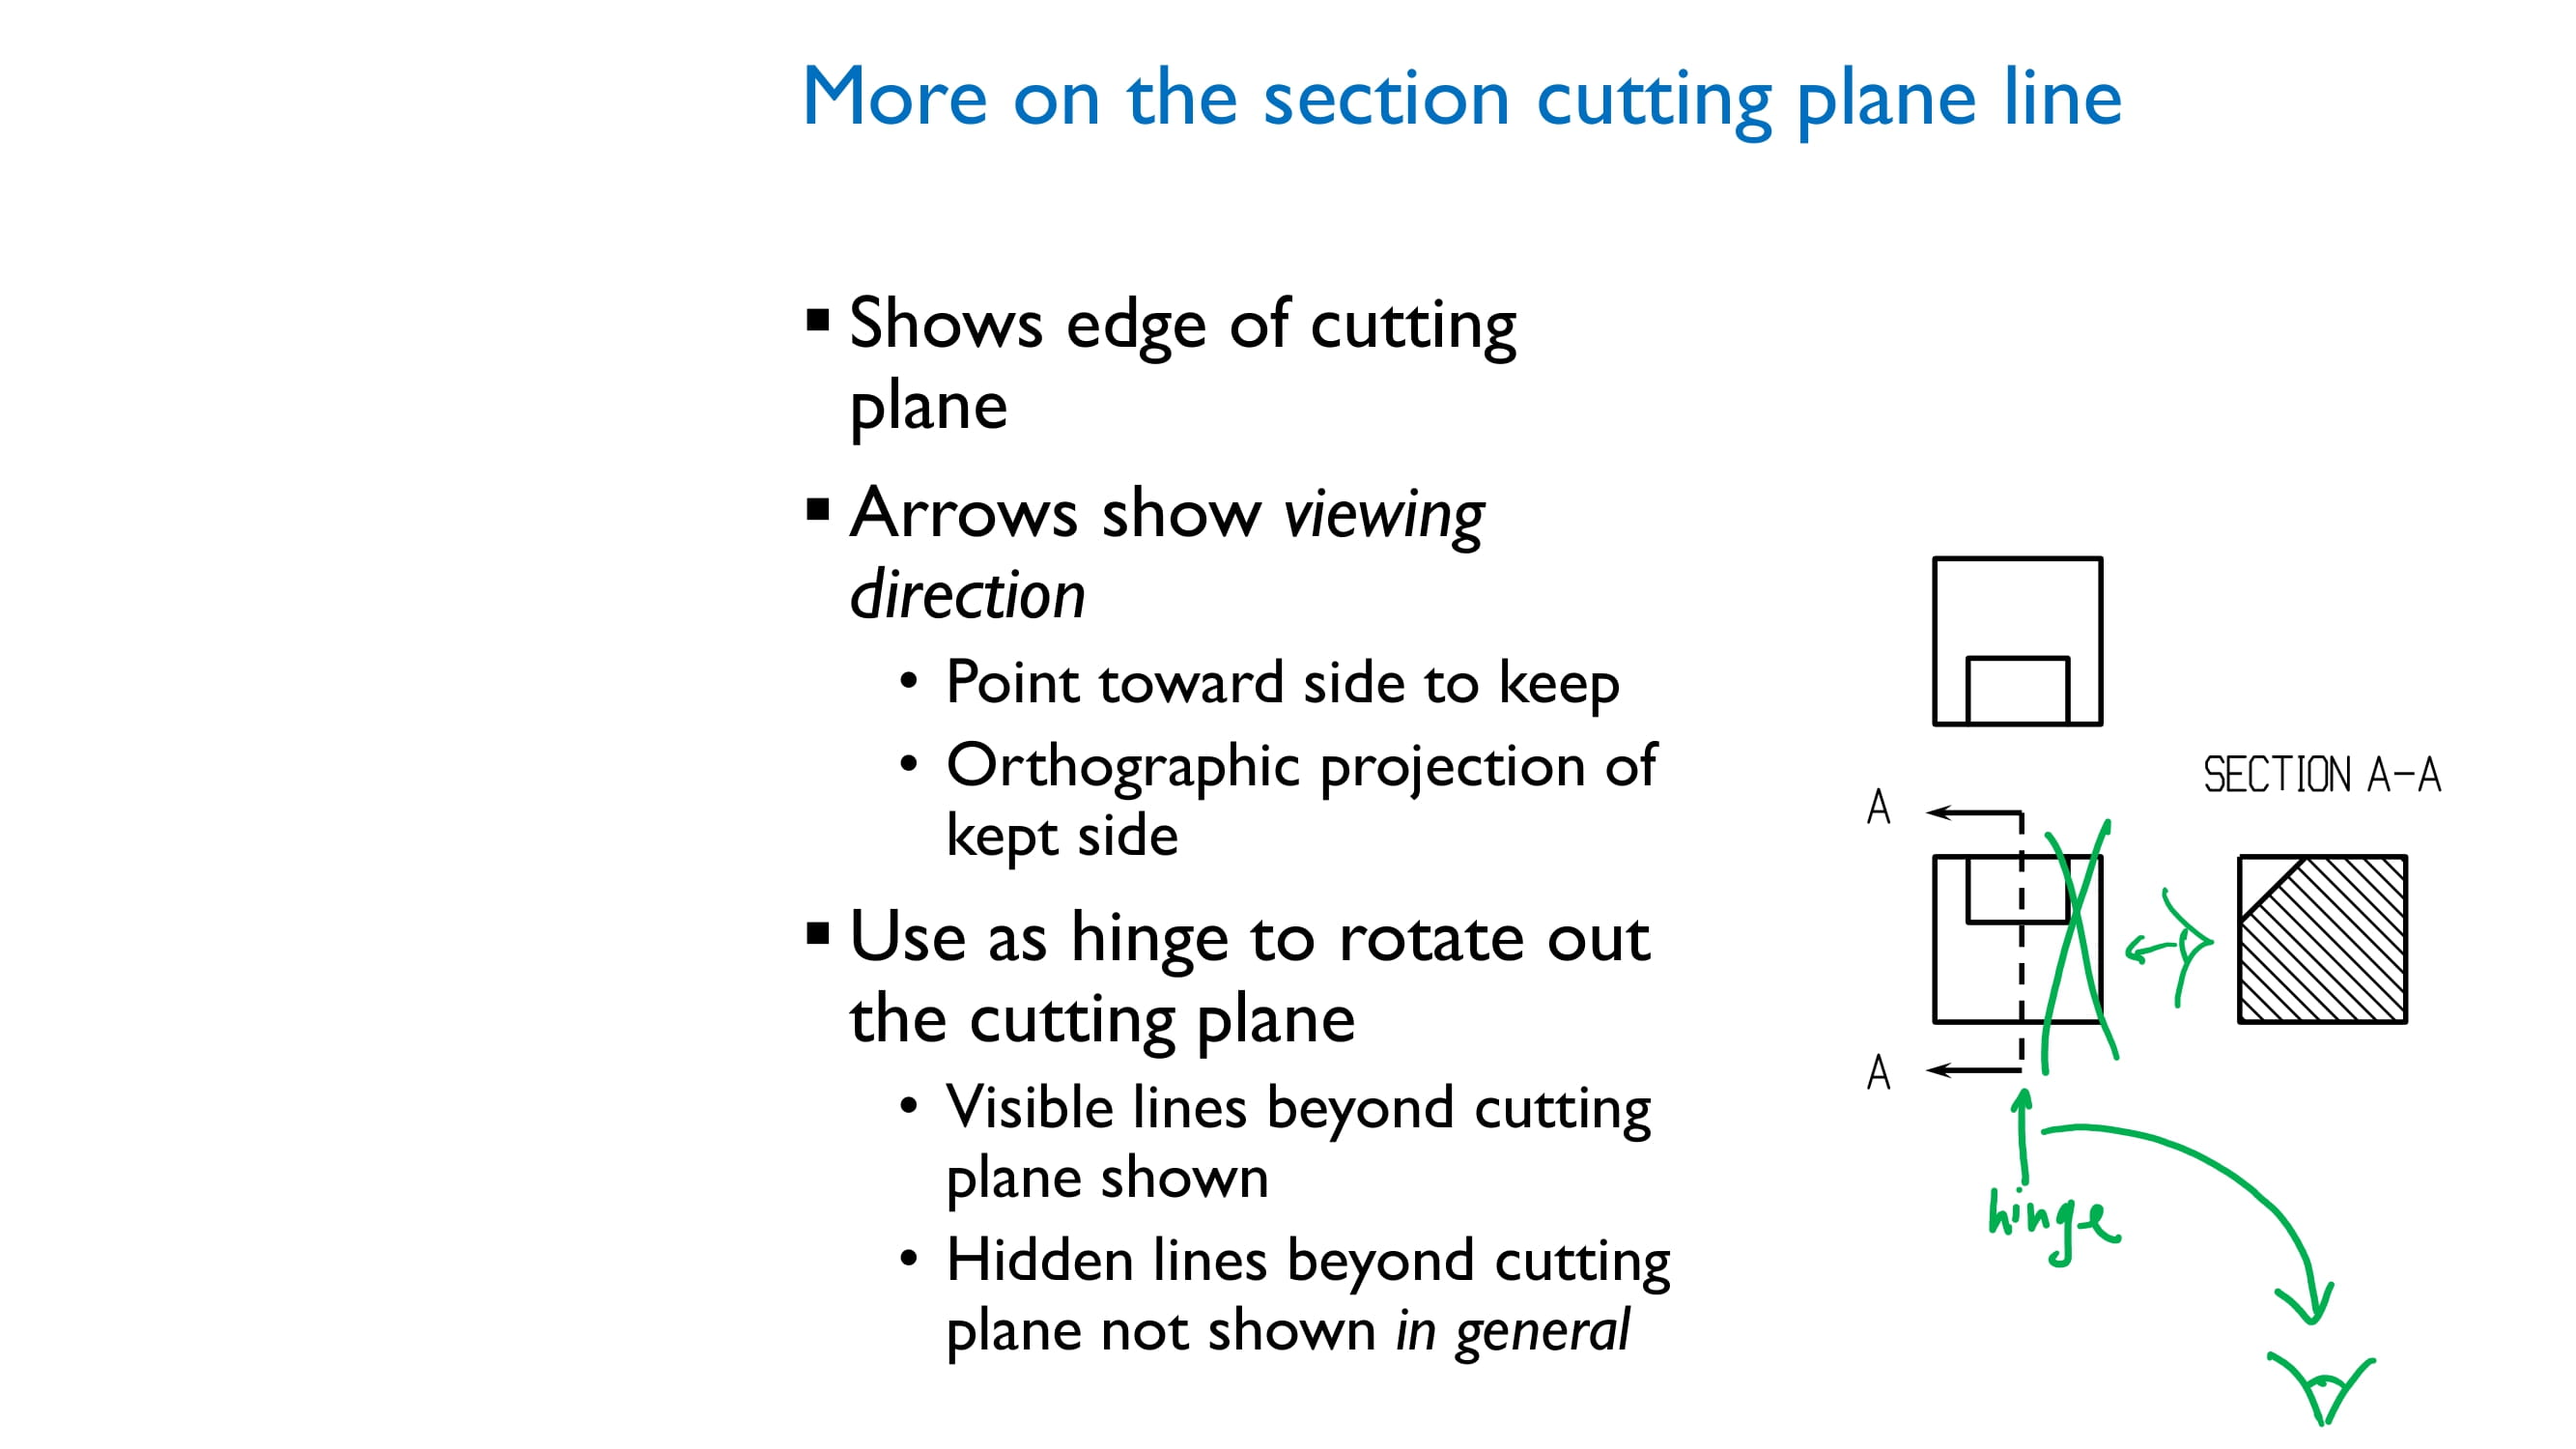 More on the section cutting plane line
▪ Shows edge of cutting
plane
▪ Arrows show viewing
direction
• Point toward side to keep
• Orthographic projection of
kept side
▪ Use as hinge to rotate out
the cutting plane
• Visible lines beyond cutting
plane shown
• Hidden lines beyond cutting
plane not shown in general
SECTION A-A
A
A
hinge